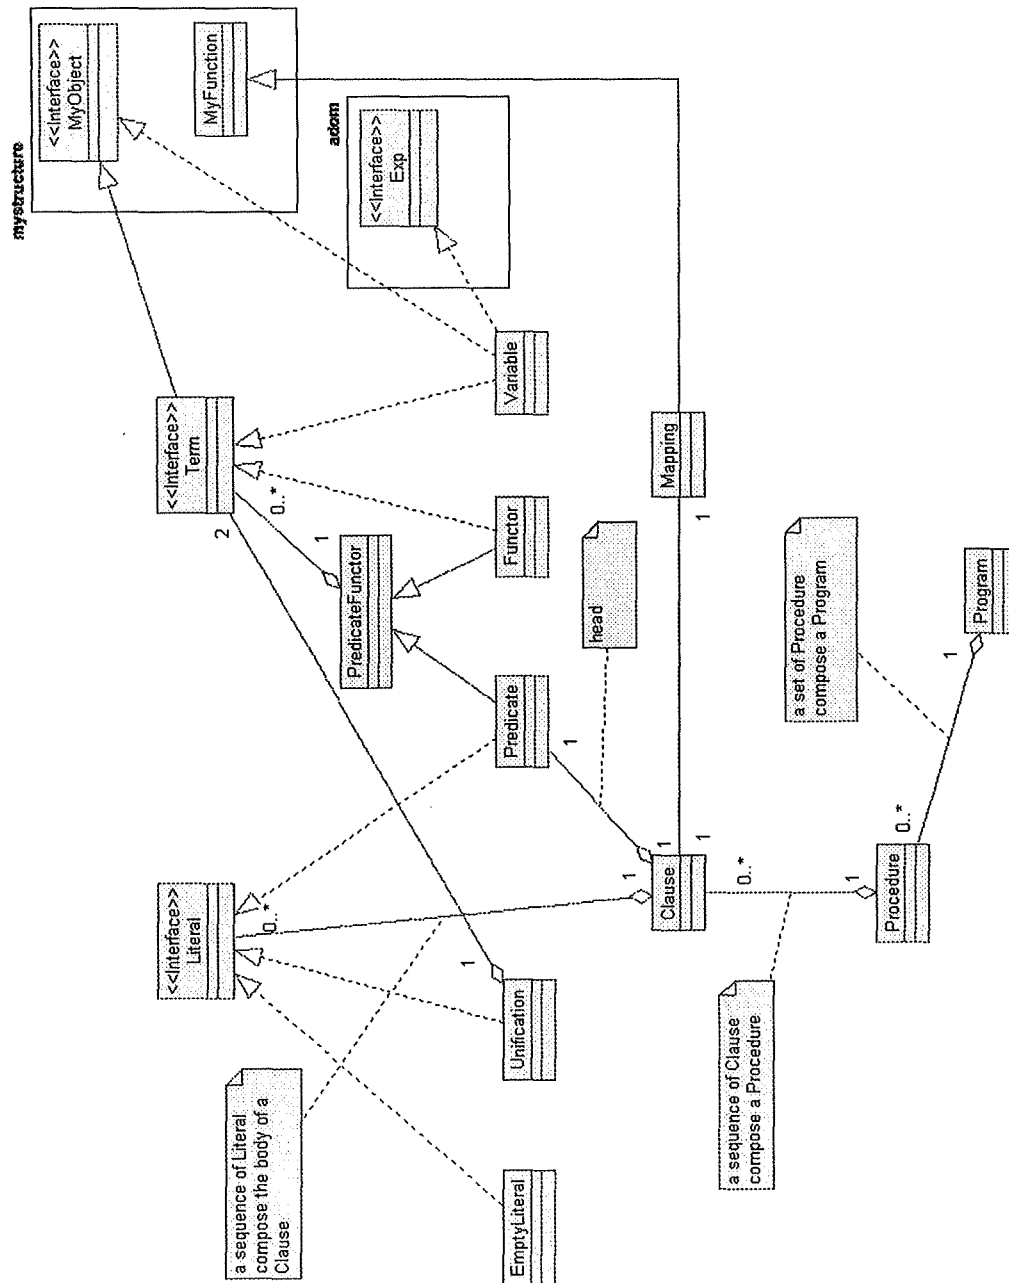 mystructure
<<Interface>>
MyObject
<<Interface>>
Literal
<<Interface>>
Term
MyFunction
2
a sequence of Literal
compose the body of a
Clause
0..*
0..*
1
adom
<<Interface>>
Exp
PredicateFunctor
1
EmptyLiteral
Unification
Predicate
Functor
Variable
1
head
1
1
Clause
Mapping
1
1
a sequence of Clause
compose a Procedure
0..*
a set of Procedure
compose a Program
1
Procedure
0..*
1
Program